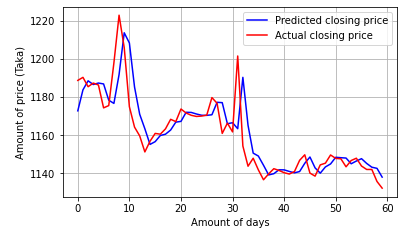 Predicted closing price
Actual closing price
Amount of price (Taka)
1220
1200
1180
1160
1140
0 10 20 30 40 50 60
Amount of days